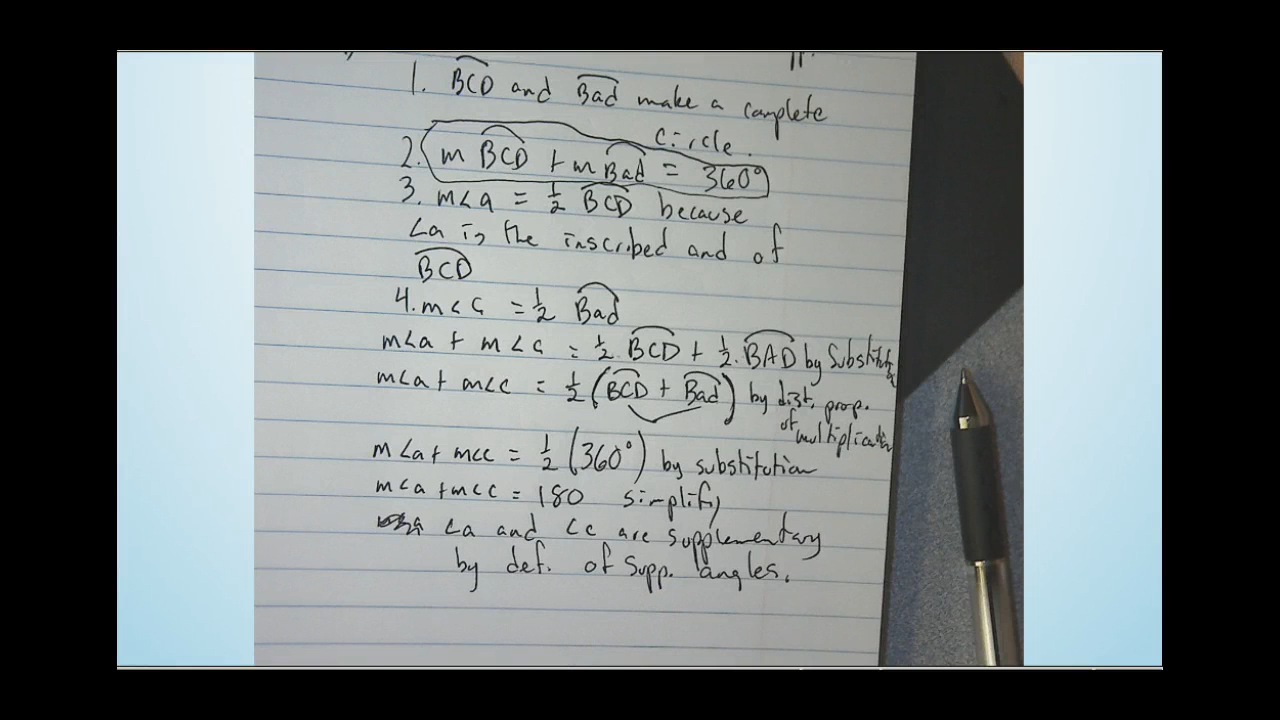 1. BCD and Bad make a complete
circle.
2. m BCD + m Bad = 360°
3. m<a = 1/2 BCD because
<a is the inscribed and of
BCD
4. m<c = 1/2 Bad
m<a + m<c = 1/2 · BCD + 1/2 · BAD by Substitution
m<a + m<c = 1/2 (BCD + Bad) by dist. prop.
of multiplication
m<a + m<c = 1/2 (360°) by substitution
m<a + m<c = 180 simplify
<a and <c are supplementary
by def. of supp. angles.